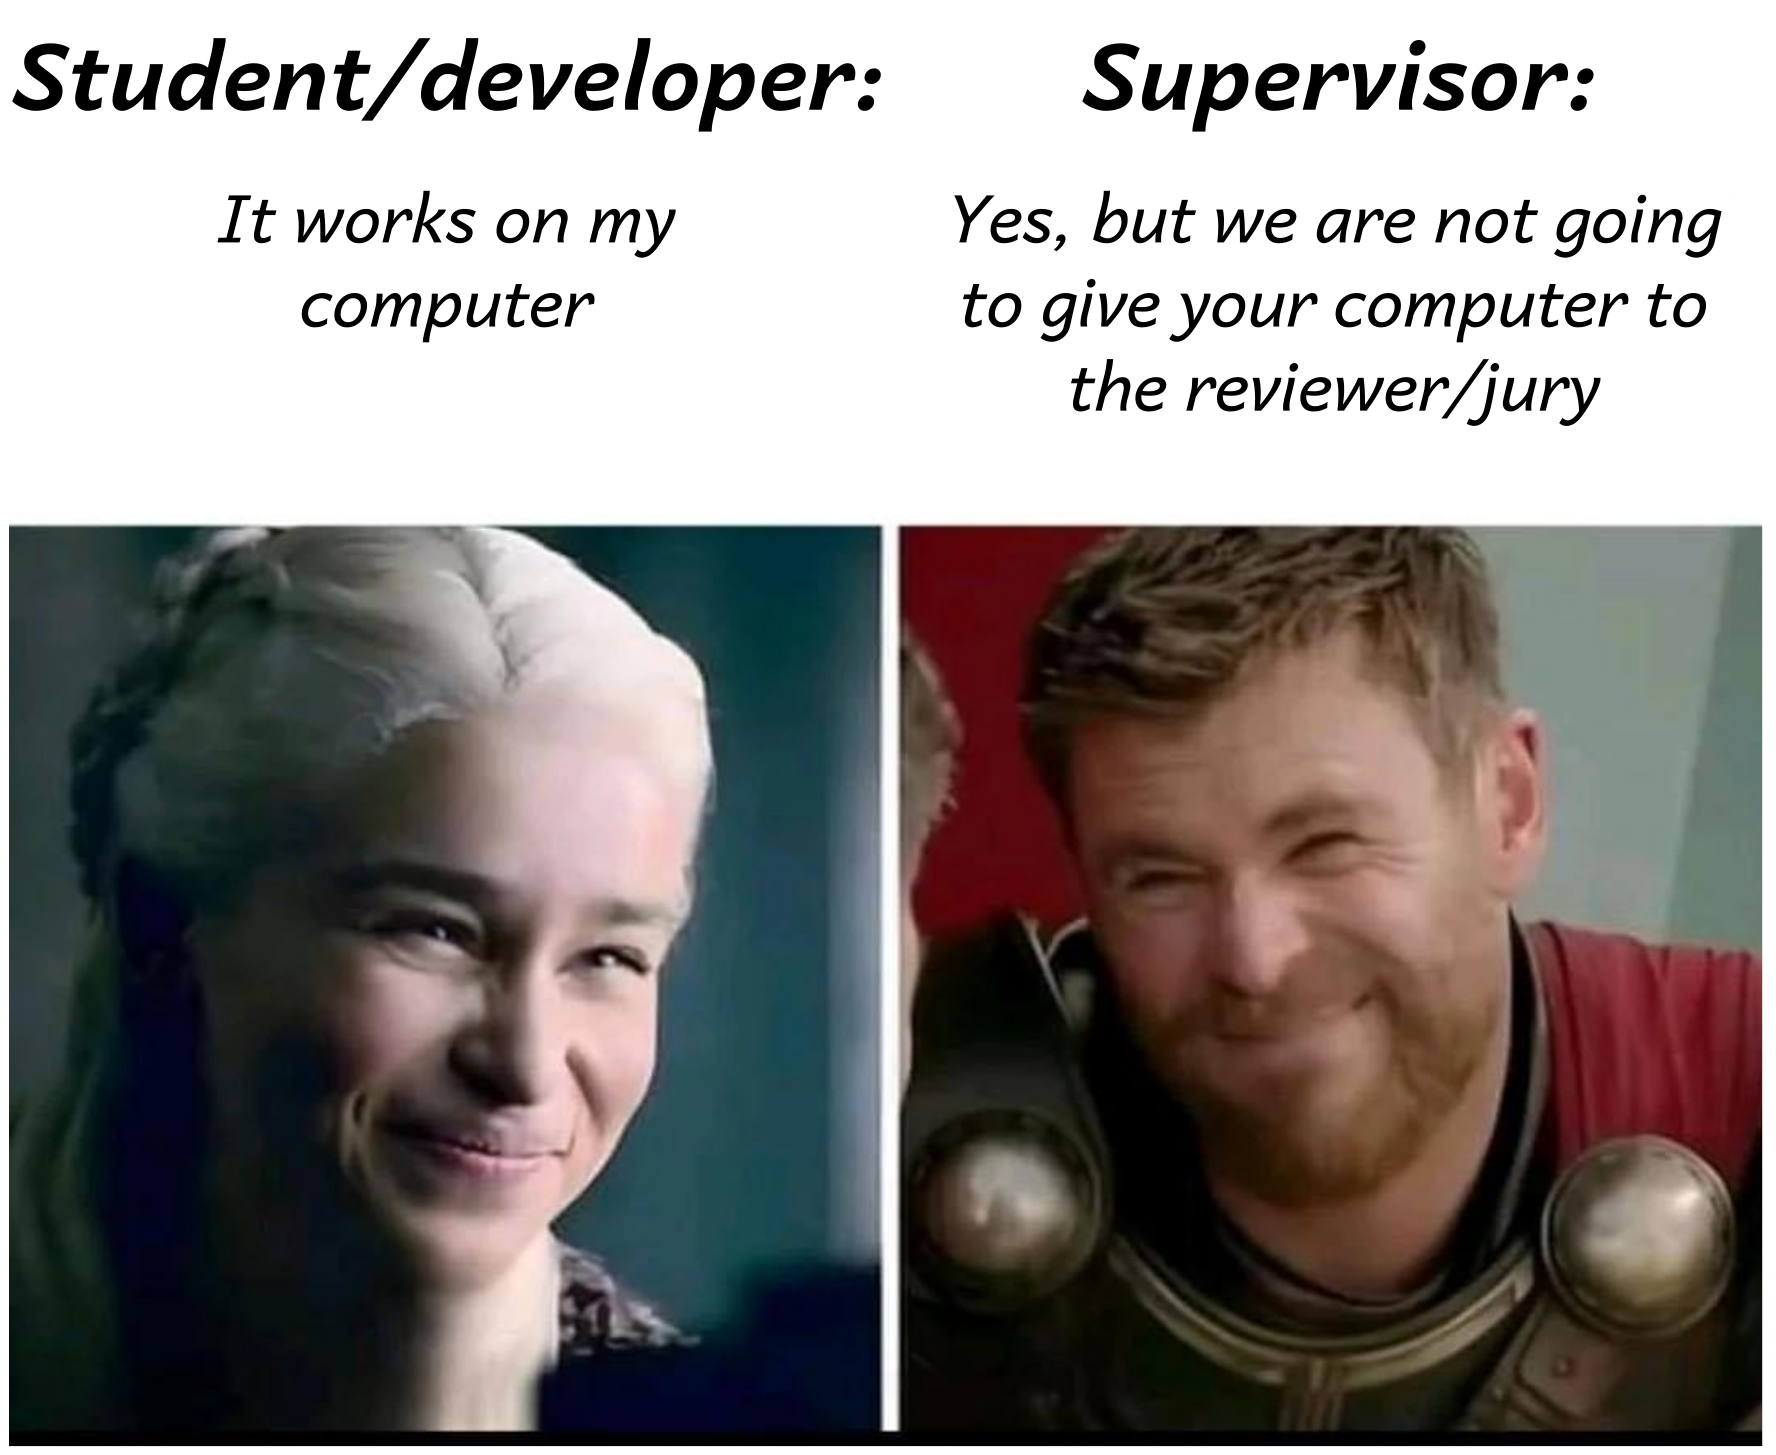 Student/developer:
It works on my
computer
Supervisor:
Yes, but we are not going
to give your computer to
the reviewer/jury